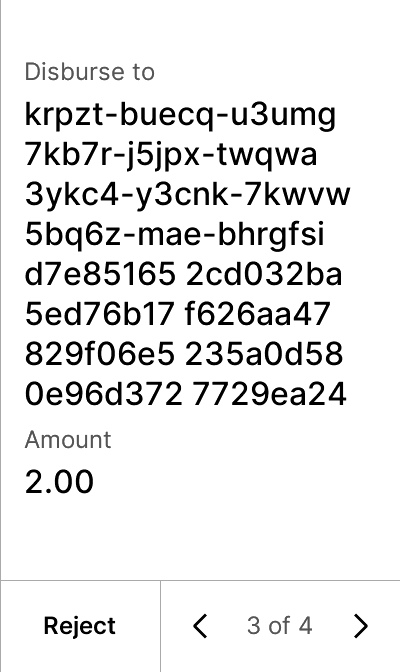 Disburse to
krpzt-buecq-u3umg
7kb7r-j5jpx-twqwa
3ykc4-y3cnk-7kwvw
5bq6z-mae-bhrgfsi
d7e85165 2cd032ba
5ed76b17 f626aa47
829f06e5 235a0d58
0e96d372 7729ea24
Amount
2.00
Reject
3 of 4